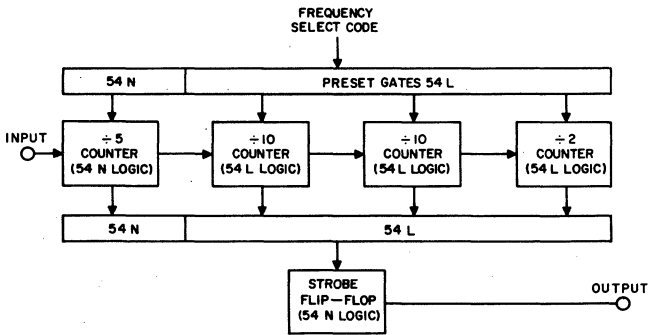 FREQUENCY
SELECT CODE
54 N
PRESET GATES 54 L
INPUT
÷5
COUNTER
(54 N LOGIC)
÷10
COUNTER
(54 L LOGIC)
÷10
COUNTER
(54 L LOGIC)
÷2
COUNTER
(54 L LOGIC)
54 N
54 L
STROBE
FLIP-FLOP
(54 N LOGIC)
OUTPUT